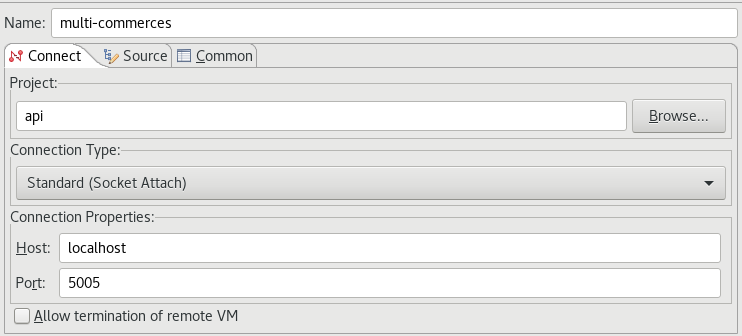 Name: multi-commerces
Connect Source Common
Project:
api Browse...
Connection Type:
Standard (Socket Attach)
Connection Properties:
Host: localhost
Port: 5005
Allow termination of remote VM